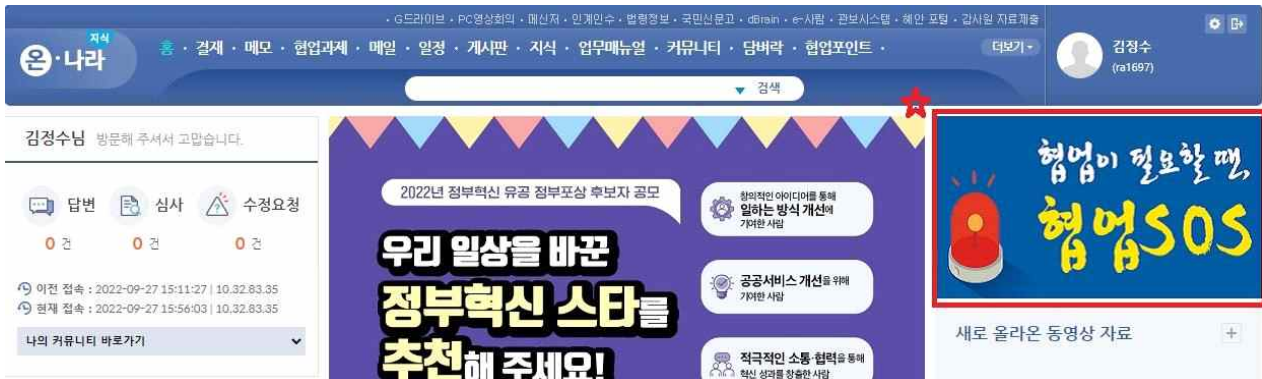 · G드라이브 · PC영상회의 · 메신저 · 인계인수 · 법령정보 · 국민신문고 · dBrain · e-사람 · 관보시스템 · 혜안 포털 · 감사원 자료제출
지식
온·나라
홈 · 결재 · 메모 · 협업과제 · 메일 · 일정 · 게시판 · 지식 · 업무매뉴얼 · 커뮤니티 · 담벼락 · 협업포인트 ·
더보기
김정수
(ra1697)
검색
김정수님 방문해 주셔서 고맙습니다.
답변 심사 수정요청
0 건 0 건 0 건
이전 접속 : 2022-09-27 15:11:27 | 10.32.83.35
현재 접속 : 2022-09-27 15:56:03 | 10.32.83.35
나의 커뮤니티 바로가기
2022년 정부혁신 유공 정부포상 후보자 공모
우리 일상을 바꾼
정부혁신 스타를
추천해 주세요!
창의적인 아이디어를 통해
일하는 방식 개선에
기여한 사람
공공서비스 개선을 위해
기여한 사람
적극적인 소통·협력을 통해
혁신 성과를 창출한 사람
협업이 필요할 땐,
협업SOS
새로 올라온 동영상 자료